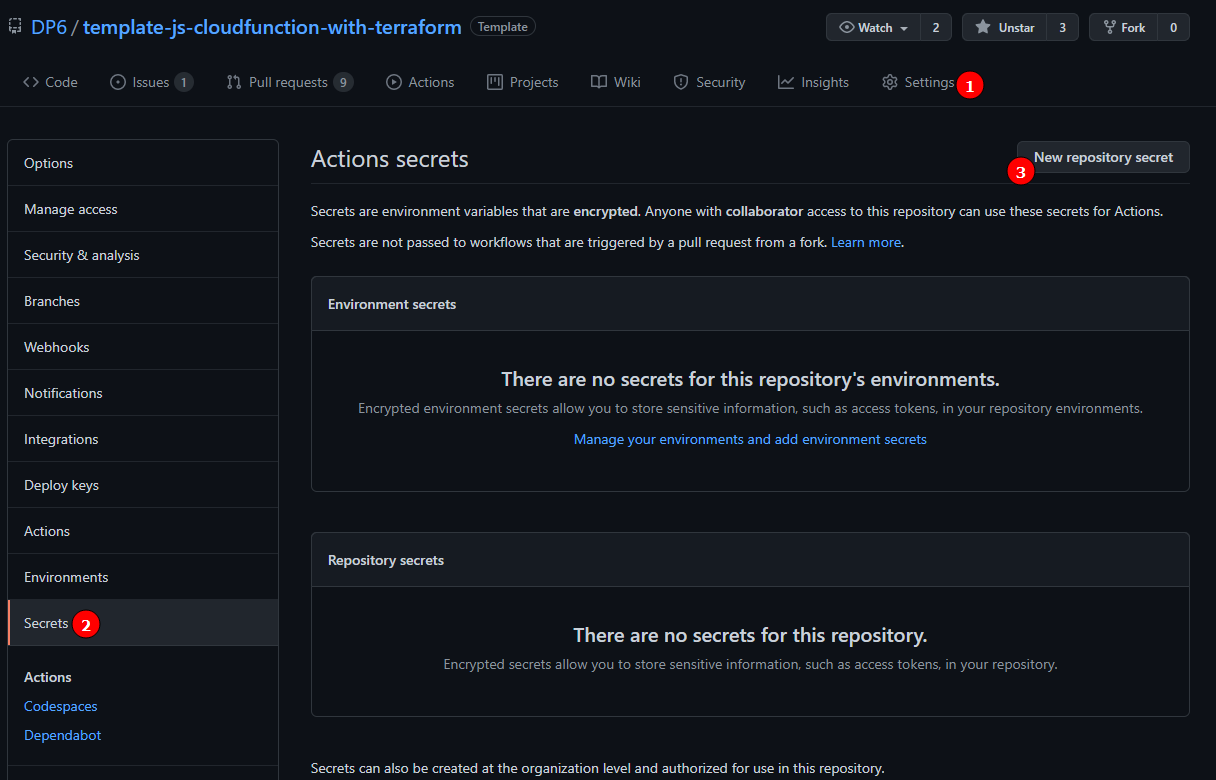 DP6 / template-js-cloudfunction-with-terraform Template Watch 2 Unstar 3 Fork 0
Code Issues 1 Pull requests 9 Actions Projects Wiki Security Insights Settings 1
Options
Manage access
Security & analysis
Branches
Webhooks
Notifications
Integrations
Deploy keys
Actions
Environments
Secrets 2
Actions
Codespaces
Dependabot
Actions secrets
New repository secret
3
Secrets are environment variables that are encrypted. Anyone with collaborator access to this repository can use these secrets for Actions.
Secrets are not passed to workflows that are triggered by a pull request from a fork. Learn more.
Environment secrets
There are no secrets for this repository's environments.
Encrypted environment secrets allow you to store sensitive information, such as access tokens, in your repository environments.
Manage your environments and add environment secrets
Repository secrets
There are no secrets for this repository.
Encrypted secrets allow you to store sensitive information, such as access tokens, in your repository.
Secrets can also be created at the organization level and authorized for use in this repository.